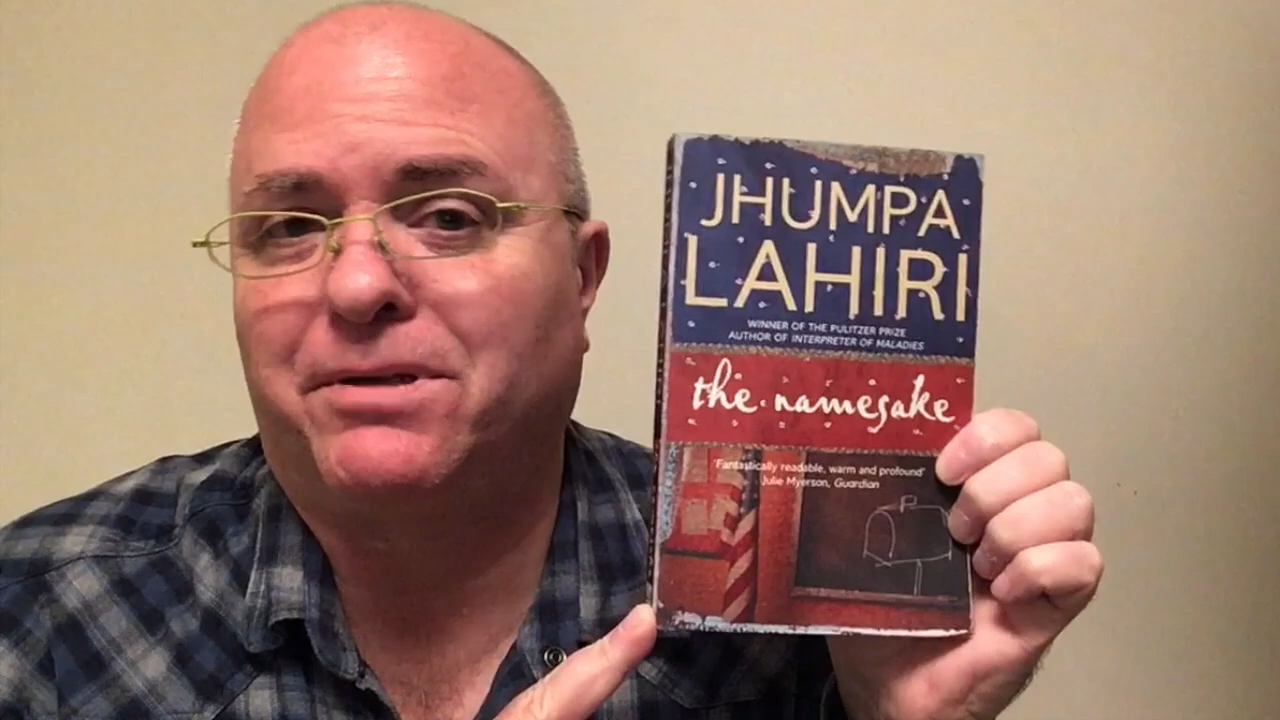 JHUMPA
LAHIRI
WINNER OF THE PULITZER PRIZE
AUTHOR OF INTERPRETER OF MALADIES
the namesake
'Fantastically readable, warm and profound'
Julie Myerson, Guardian